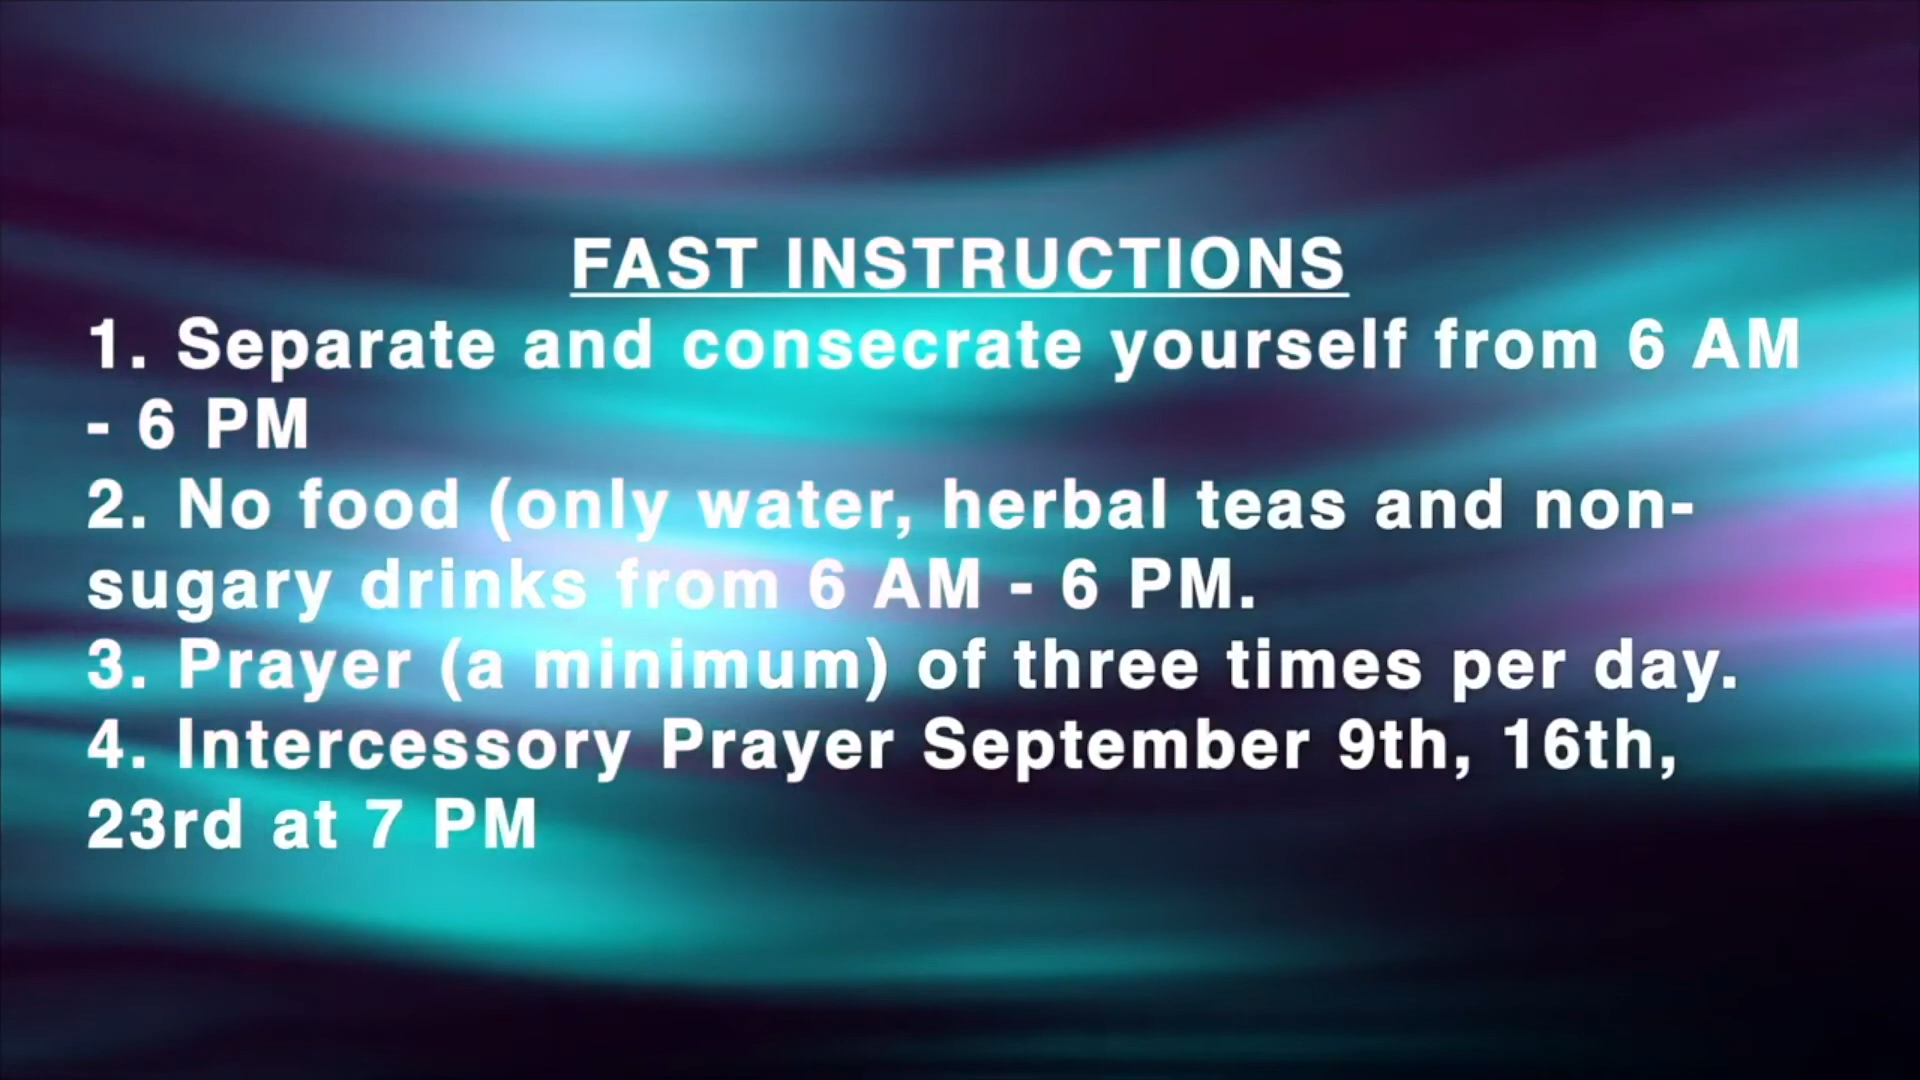 FAST INSTRUCTIONS
1. Separate and consecrate yourself from 6 AM
- 6 PM
2. No food (only water, herbal teas and non-
sugary drinks from 6 AM - 6 PM.
3. Prayer (a minimum) of three times per day.
4. Intercessory Prayer September 9th, 16th,
23rd at 7 PM